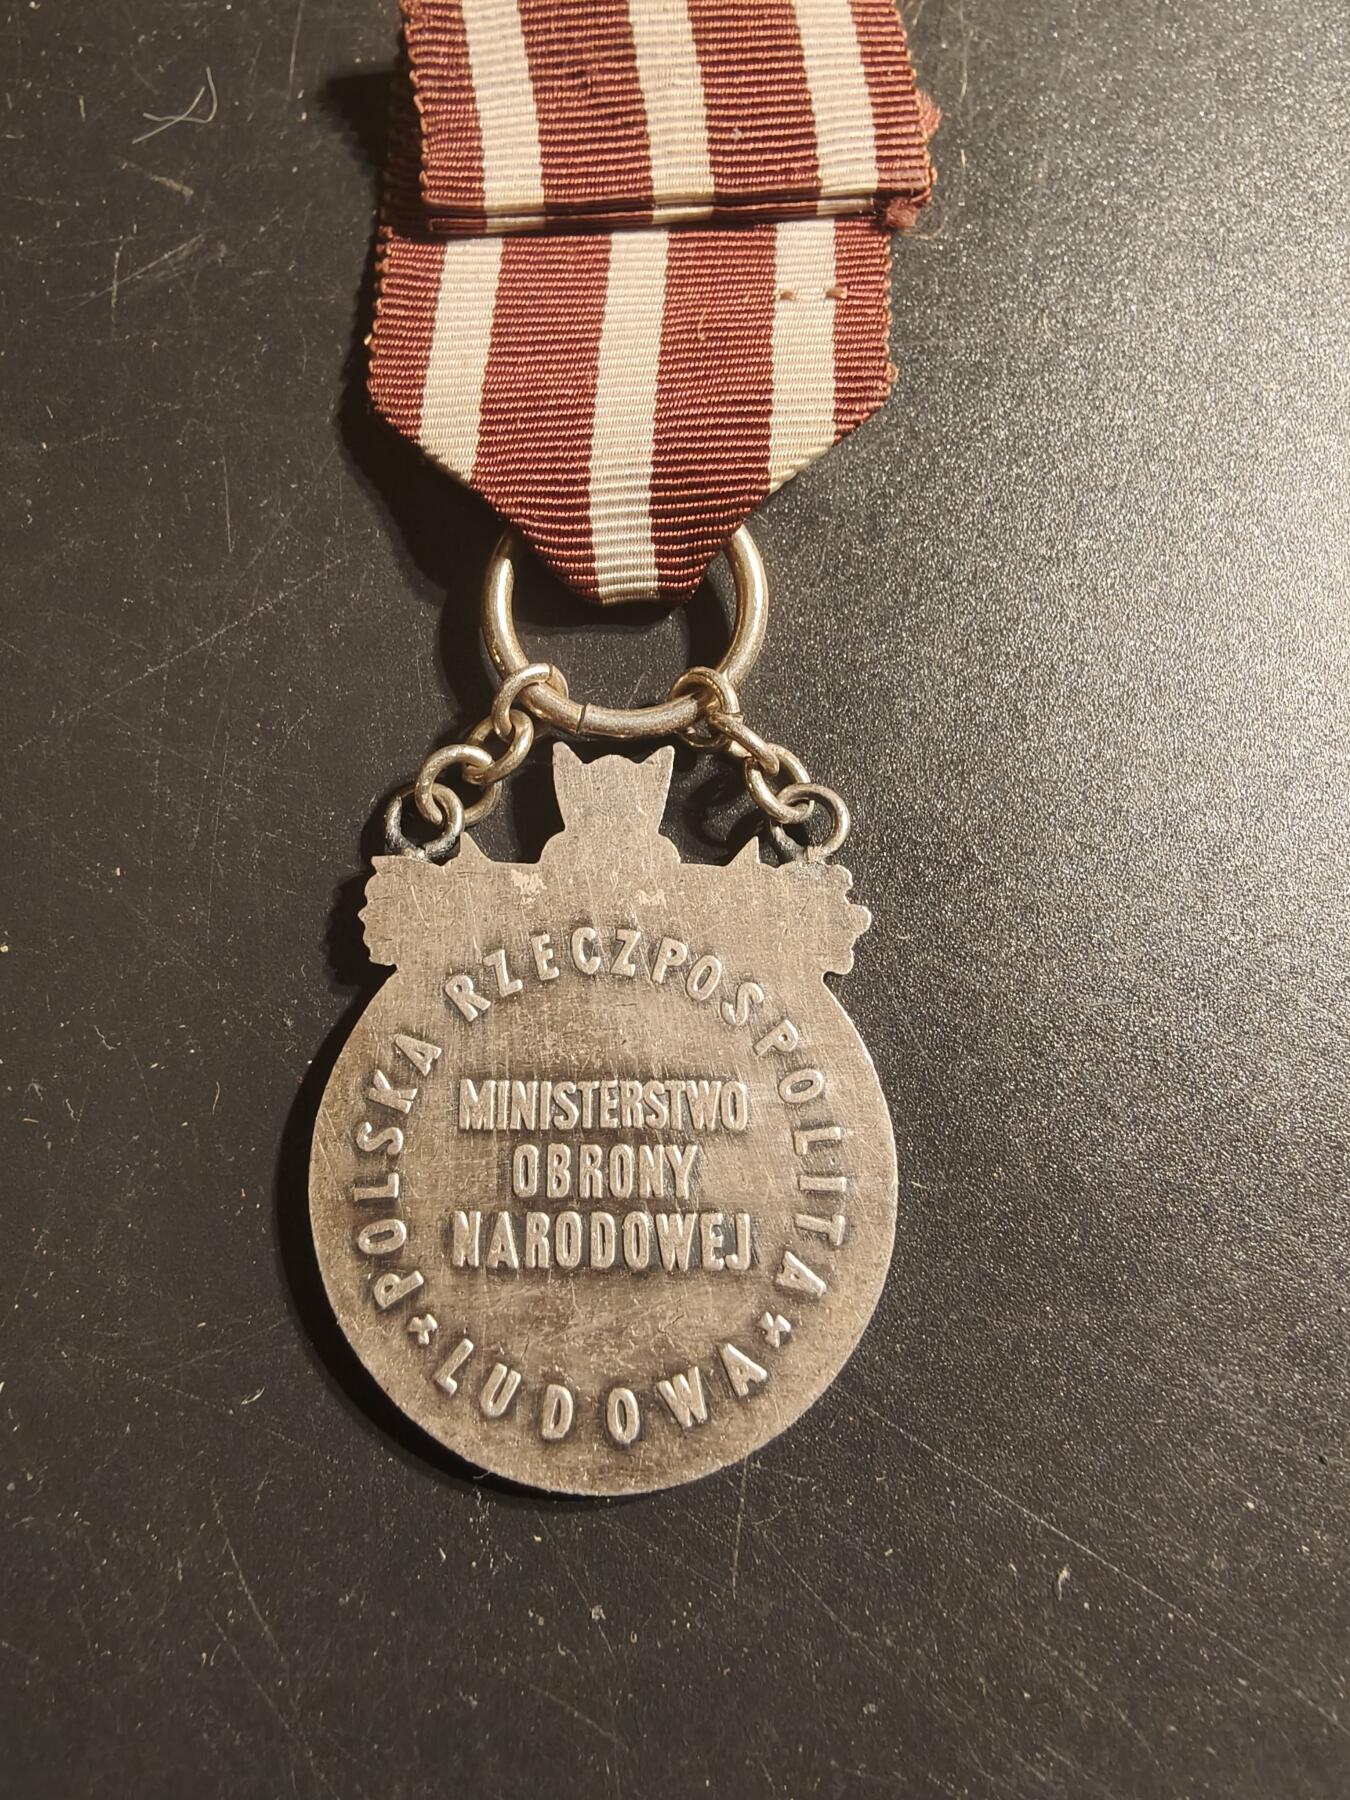 POLSKA RZECZPOSPOLITA
MINISTERSTWO
OBRONY
NARODOWEJ
LUDOWA